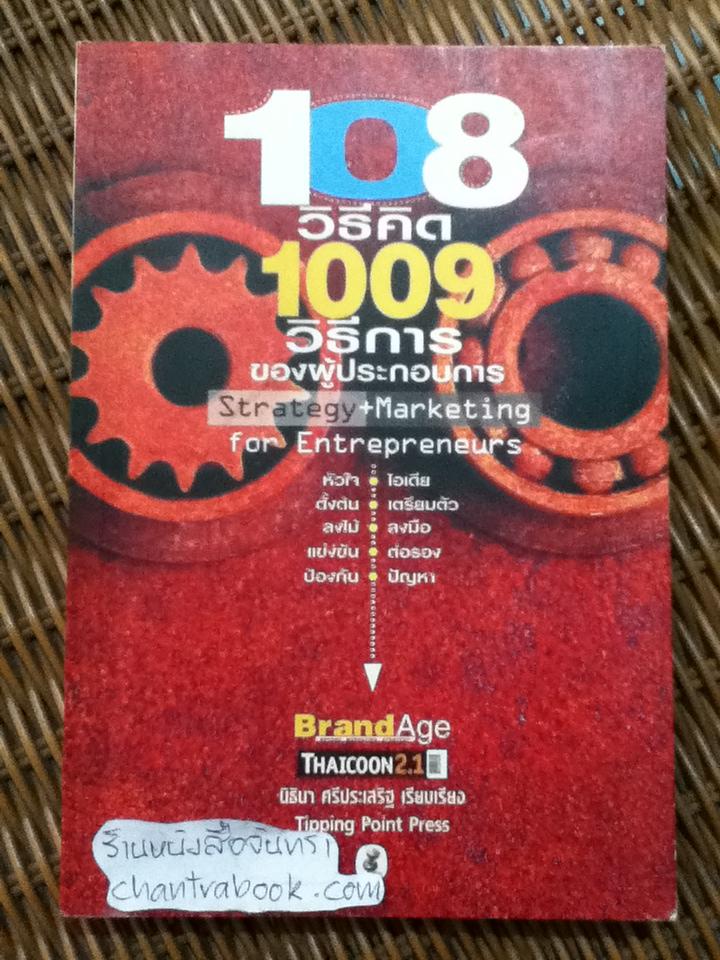 108
วิธีคิด
1009
วิธีการ
ของผู้ประกอบการ
Strategy+Marketing
for Entrepreneurs
หัวใจ • ไอเดีย
ตั้งต้น • เตรียมตัว
ลงไม้ • ลงมือ
แข่งขัน • ต่อรอง
ป้องกัน • ปัญหา
BrandAge
THAICOON2.1
นิธินา ศรีประเสริฐ เรียบเรียง
Tipping Point Press
ร้านหนังสือจันทรา
chantrabook.com